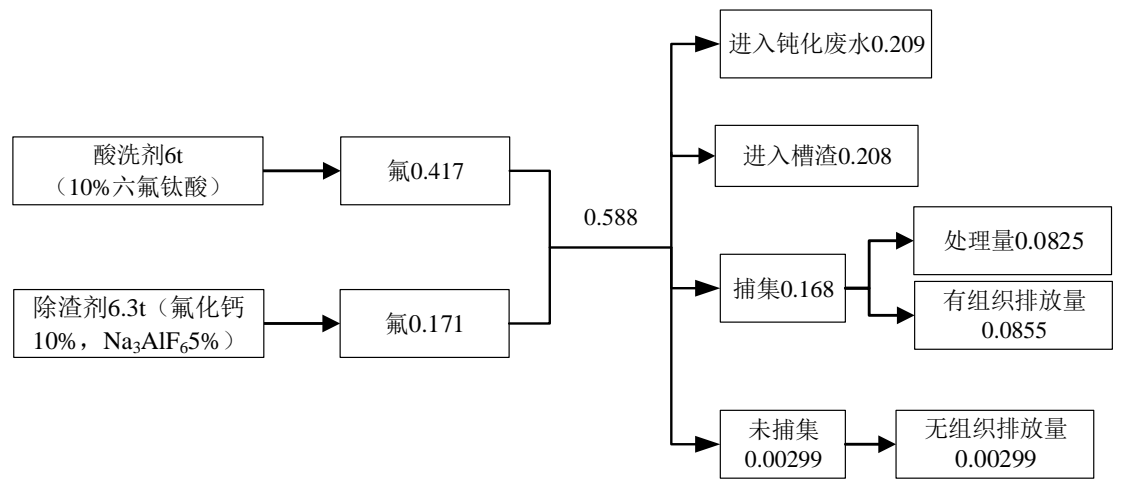 酸洗剂6t
（10%六氟钛酸）
氟0.417
除渣剂6.3t（氟化钙
10%，Na₃AlF₆5%）
氟0.171
0.588
进入钝化废水0.209
进入槽渣0.208
捕集0.168
处理量0.0825
有组织排放量
0.0855
未捕集
0.00299
无组织排放量
0.00299